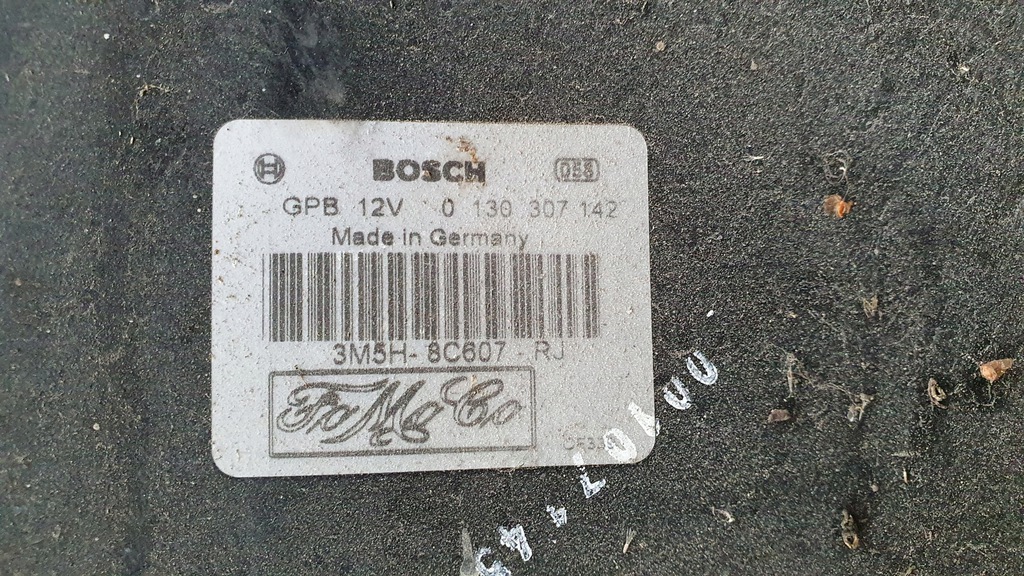 BOSCH 058
GPB 12V 0 130 307 142
Made in Germany
3M5H-8C607-RJ
FoMoCo